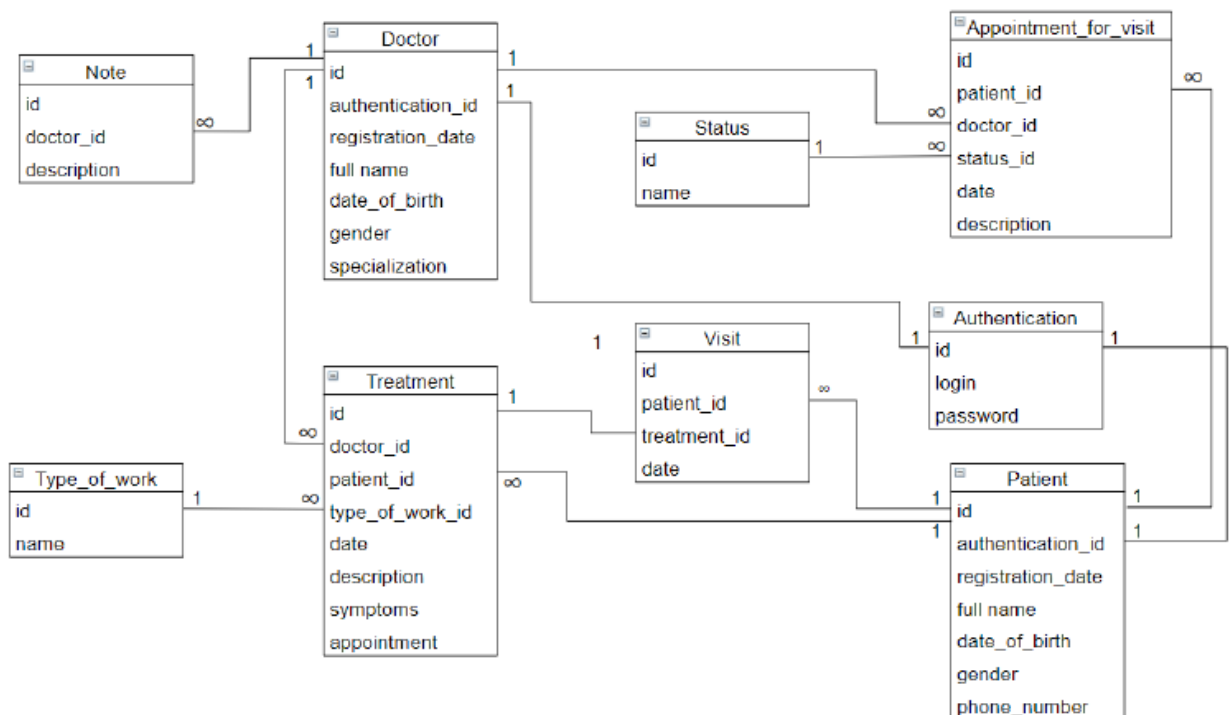 Note
id
doctor_id
description
Doctor
id
authentication_id
registration_date
full name
date_of_birth
gender
specialization
Appointment_for_visit
id
patient_id
doctor_id
status_id
date
description
Status
id
name
Authentication
id
login
password
Visit
id
patient_id
treatment_id
date
Treatment
id
doctor_id
patient_id
type_of_work_id
date
description
symptoms
appointment
Type_of_work
id
name
Patient
id
authentication_id
registration_date
full name
date_of_birth
gender
phone_number
1
∞
1
1
1
∞
∞
1
∞
1
1
1
1
∞
∞
1
∞
∞
1
1
1
1